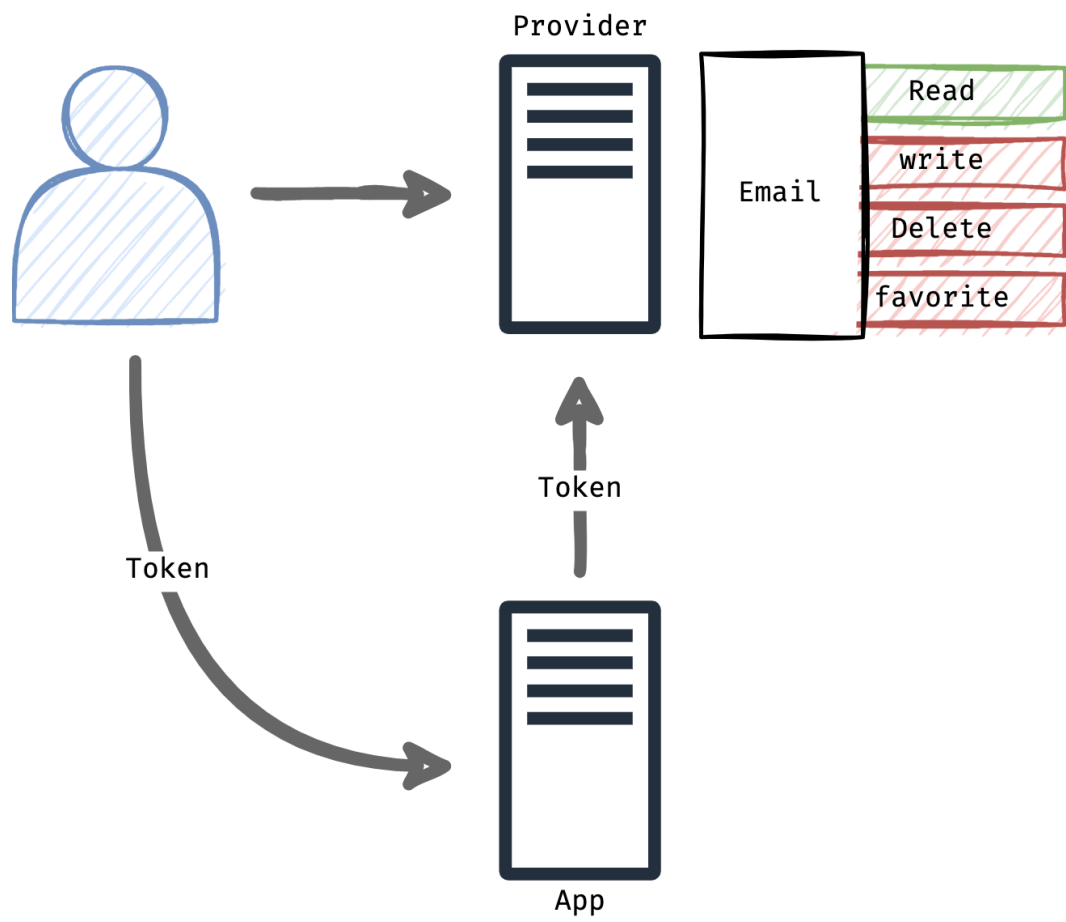 Provider
Read
write
Email
Delete
favorite
Token
Token
App